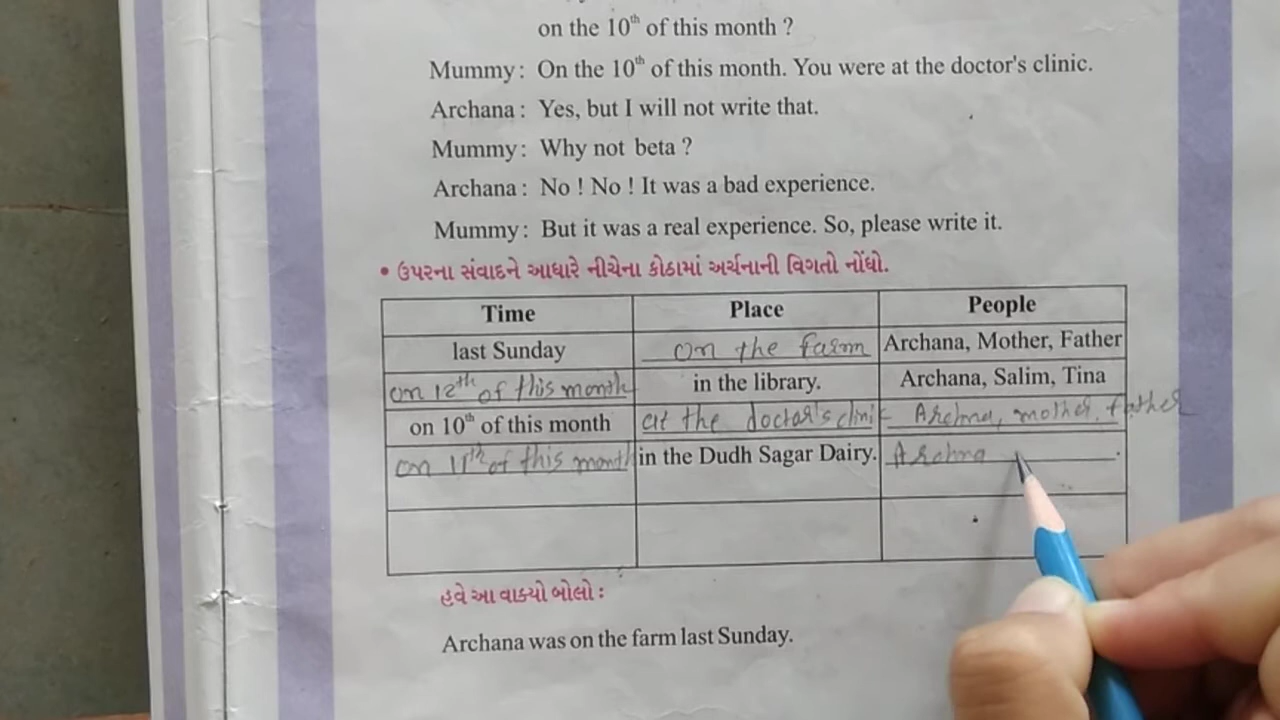 on the 10th of this month ?
Mummy : On the 10th of this month. You were at the doctor's clinic.
Archana : Yes, but I will not write that.
Mummy : Why not beta ?
Archana : No ! No ! It was a bad experience.
Mummy : But it was a real experience. So, please write it.
• ઉપરના સંવાદને આધારે નીચેના કોઠામાં અર્ચનાની વિગતો નોંધો.
Time Place People
last Sunday on the farm Archana, Mother, Father
on 12th of this month in the library. Archana, Salim, Tina
on 10th of this month at the doctor's clinic Archna, mother, father
on 11th of this month in the Dudh Sagar Dairy. Archna
હવે આ વાક્યો બોલો :
Archana was on the farm last Sunday.